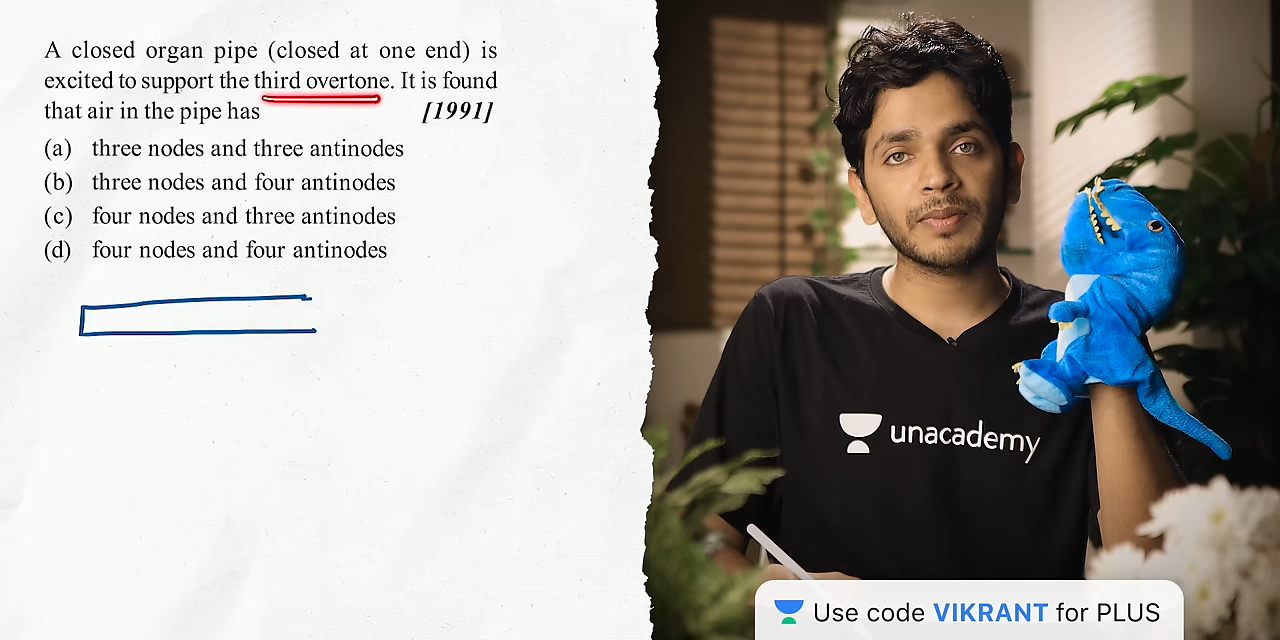 A closed organ pipe (closed at one end) is
excited to support the third overtone. It is found
that air in the pipe has [1991]
(a) three nodes and three antinodes
(b) three nodes and four antinodes
(c) four nodes and three antinodes
(d) four nodes and four antinodes
unacademy
Use code VIKRANT for PLUS